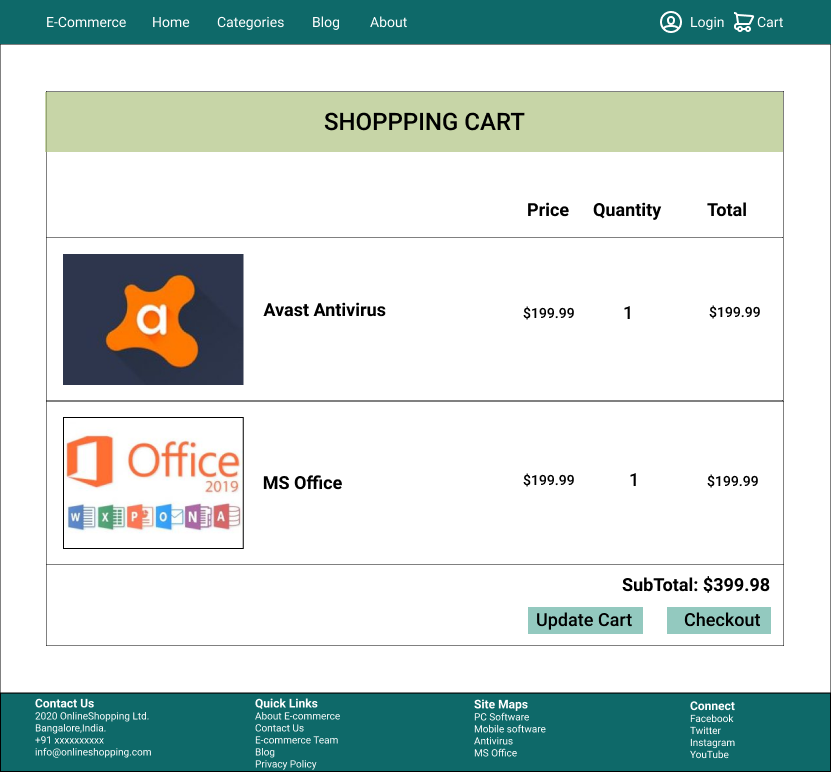 E-Commerce Home Categories Blog About Login Cart
SHOPPPING CART
Price Quantity Total
a
Avast Antivirus $199.99 1 $199.99
Office
2019
W X P O N A
MS Office $199.99 1 $199.99
SubTotal: $399.98
Update Cart Checkout
Contact Us
2020 OnlineShopping Ltd.
Bangalore,India.
+91 xxxxxxxxxx
info@onlineshopping.com
Quick Links
About E-commerce
Contact Us
E-commerce Team
Blog
Privacy Policy
Site Maps
PC Software
Mobile software
Antivirus
MS Office
Connect
Facebook
Twitter
Instagram
YouTube